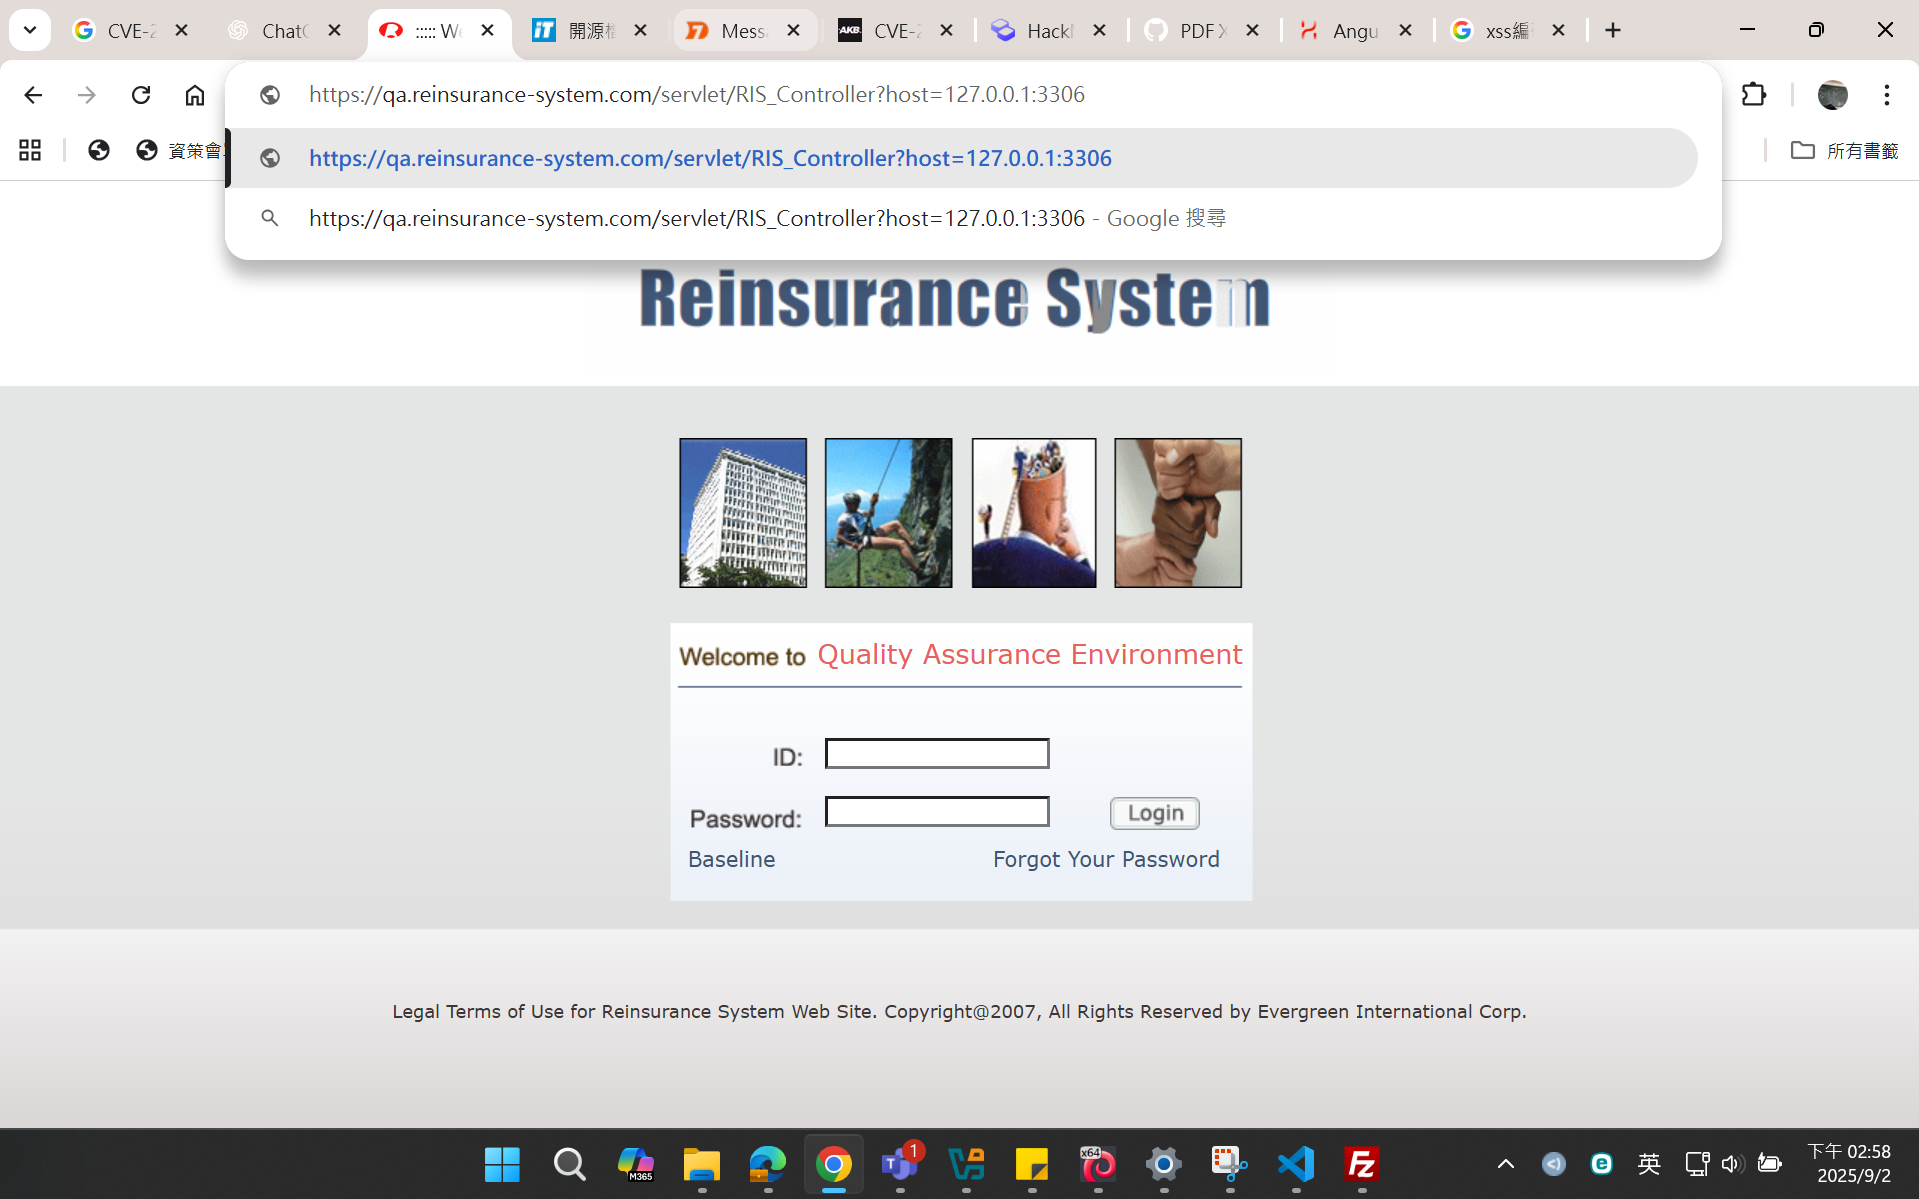 CVE-2
ChatG
::::: We
開源模
Mess
CVE-2
Hack
PDF X
Angu
xss編
https://qa.reinsurance-system.com/servlet/RIS_Controller?host=127.0.0.1:3306
https://qa.reinsurance-system.com/servlet/RIS_Controller?host=127.0.0.1:3306
https://qa.reinsurance-system.com/servlet/RIS_Controller?host=127.0.0.1:3306 - Google 搜尋
資策會
所有書籤
Reinsurance System
Welcome to Quality Assurance Environment
ID:
Password:
Login
Baseline
Forgot Your Password
Legal Terms of Use for Reinsurance System Web Site. Copyright@2007, All Rights Reserved by Evergreen International Corp.
M365
1
x64
英
下午 02:58
2025/9/2